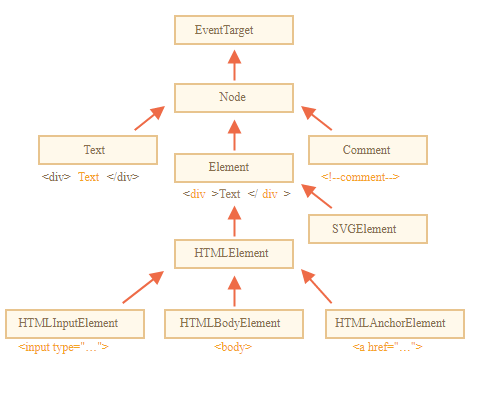 EventTarget
Node
Text
Element
Comment
<div> Text </div>
<div >Text </ div >
<!--comment-->
SVGElement
HTMLElement
HTMLInputElement
HTMLBodyElement
HTMLAnchorElement
<input type="...">
<body>
<a href="...">